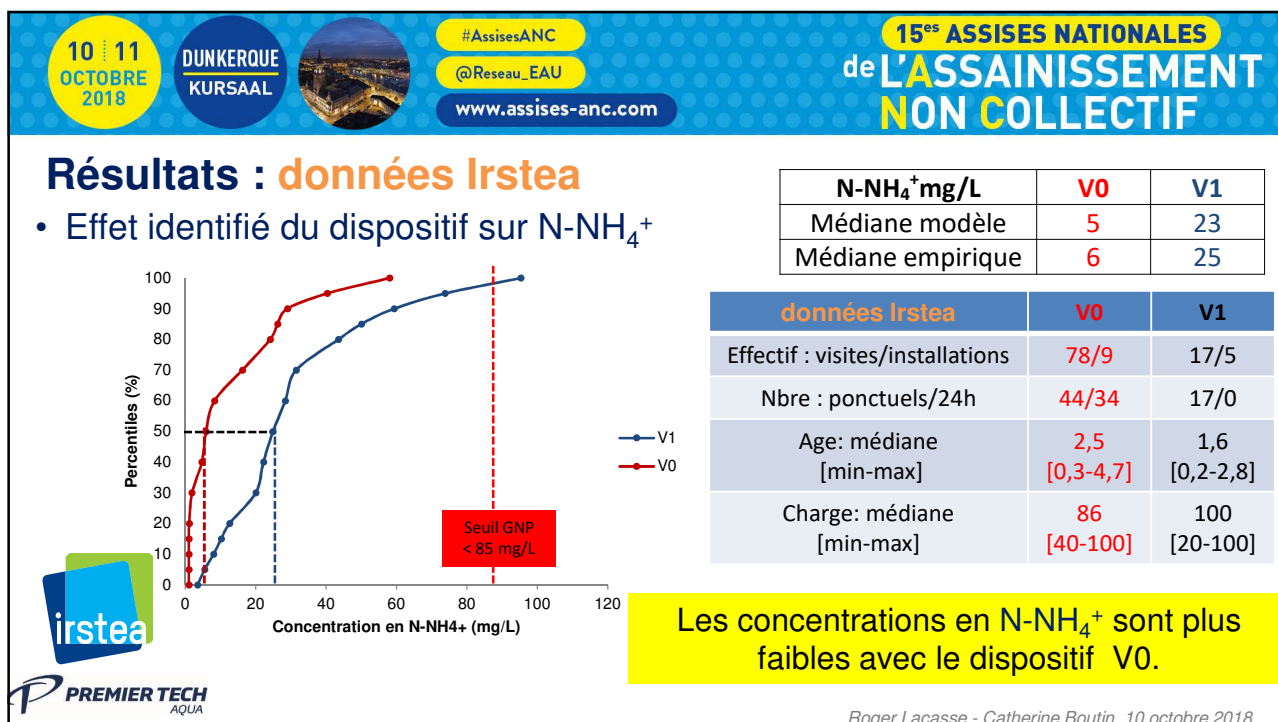 10 11
OCTOBRE
2018
DUNKERQUE
KURSAAL
#AssisesANC
@Reseau_EAU
www.assises-anc.com
15es ASSISES NATIONALES
de L'ASSAINISSEMENT
NON COLLECTIF
Résultats : données Irstea
• Effet identifié du dispositif sur N-NH4+
N-NH4+mg/L V0 V1
Médiane modèle 5 23
Médiane empirique 6 25
Percentiles (%)
100
90
80
70
60
50
40
30
20
10
0
0 20 40 60 80 100 120
Concentration en N-NH4+ (mg/L)
V1
V0
Seuil GNP
< 85 mg/L
données Irstea V0 V1
Effectif : visites/installations 78/9 17/5
Nbre : ponctuels/24h 44/34 17/0
Age: médiane 2,5 1,6
[min-max] [0,3-4,7] [0,2-2,8]
Charge: médiane 86 100
[min-max] [40-100] [20-100]
irstea
Les concentrations en N-NH4+ sont plus
faibles avec le dispositif V0.
PREMIER TECH
AQUA
Roger Lacasse - Catherine Boutin, 10 octobre 2018